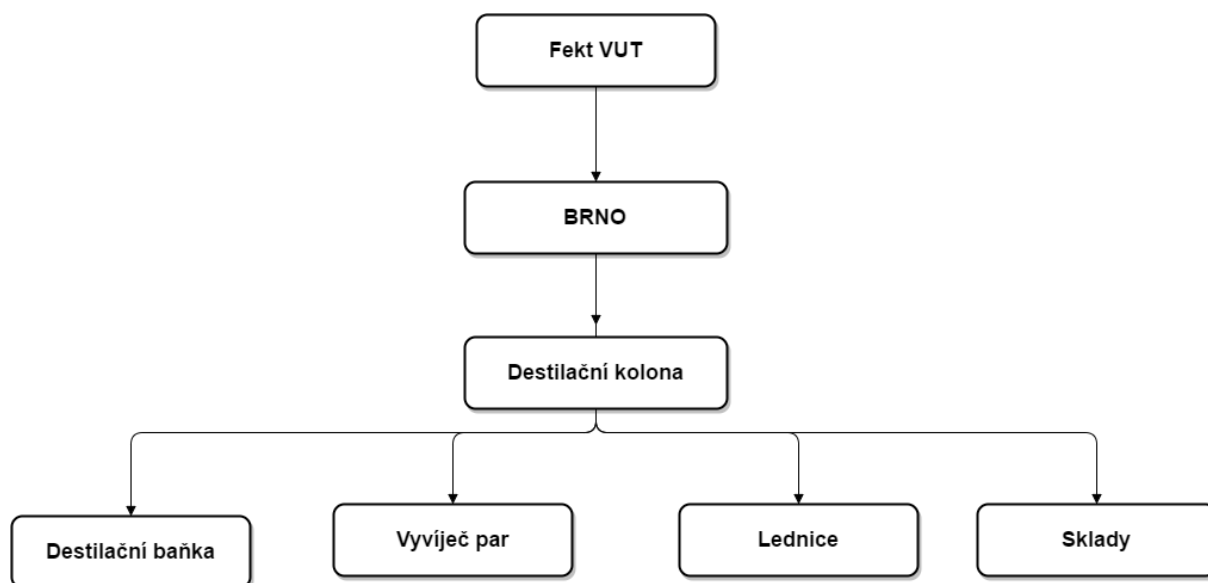 Fekt VUT
BRNO
Destilační kolona
Destilační baňka
Vyvíječ par
Lednice
Sklady